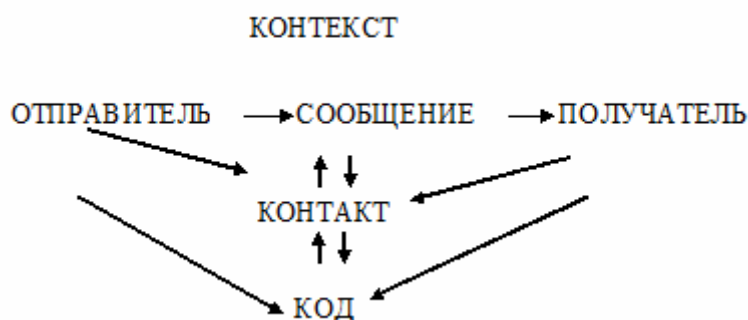 КОНТЕКСТ
ОТПРАВИТЕЛЬ СООБЩЕНИЕ ПОЛУЧАТЕЛЬ
КОНТАКТ
КОД